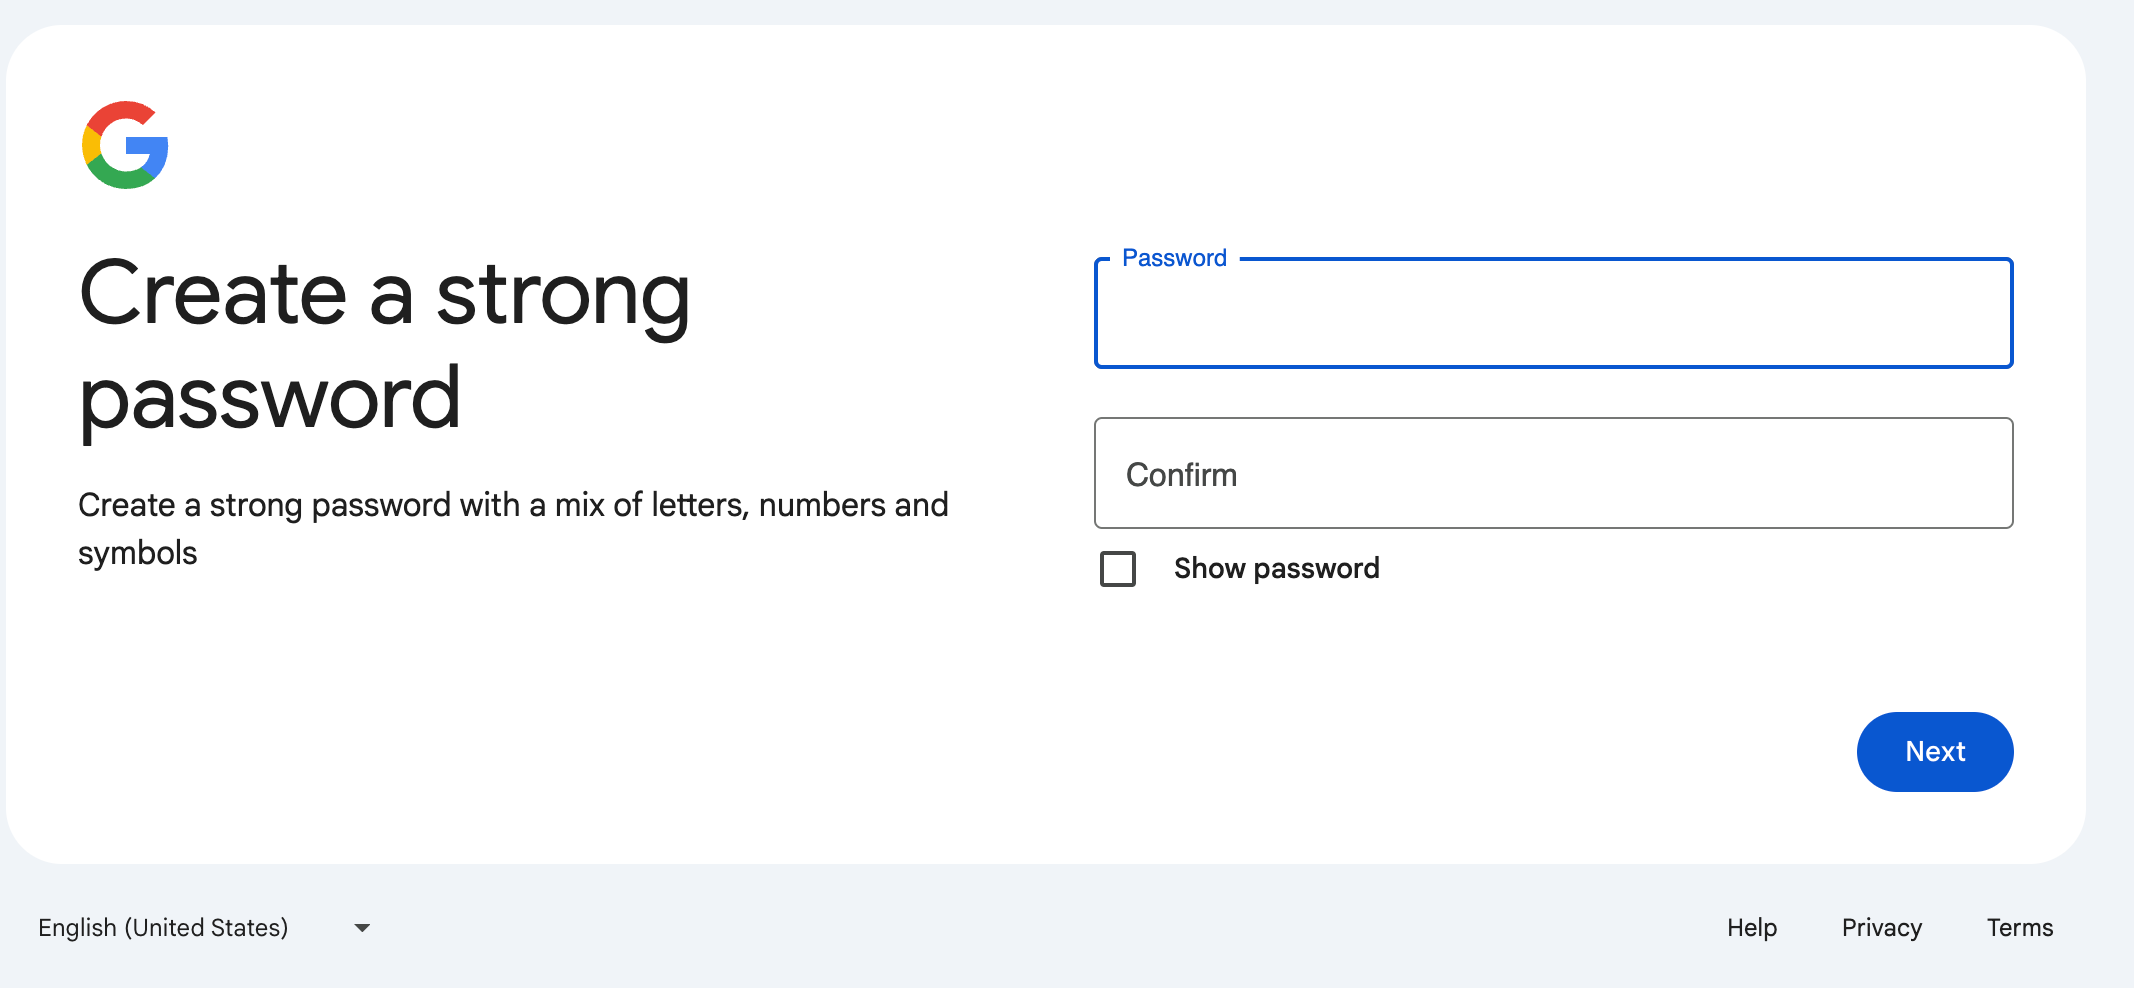 Create a strong
password
Create a strong password with a mix of letters, numbers and
symbols
Password
Confirm
Show password
Next
English (United States)
Help
Privacy
Terms